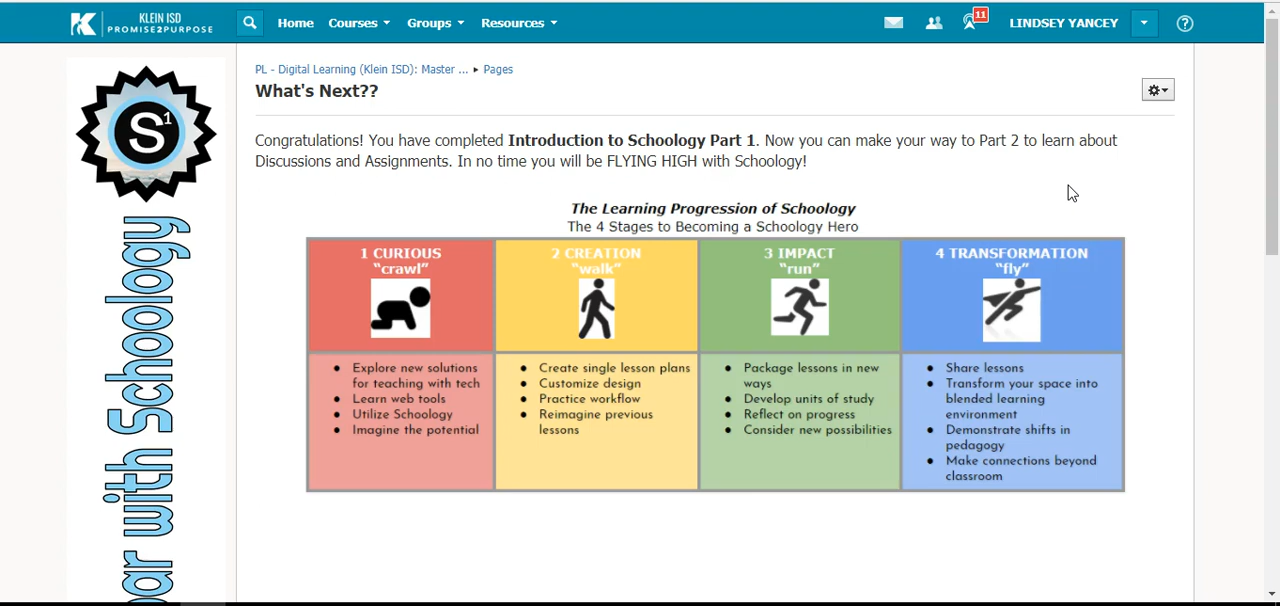 KLEIN ISD
PROMISE2PURPOSE
Home Courses Groups Resources
11
LINDSEY YANCEY
PL - Digital Learning (Klein ISD): Master ... ▸ Pages
What's Next??
Congratulations! You have completed Introduction to Schoology Part 1. Now you can make your way to Part 2 to learn about
Discussions and Assignments. In no time you will be FLYING HIGH with Schoology!
S1
with Schoology
The Learning Progression of Schoology
The 4 Stages to Becoming a Schoology Hero
1 CURIOUS
"crawl"
• Explore new solutions
for teaching with tech
• Learn web tools
• Utilize Schoology
• Imagine the potential
2 CREATION
"walk"
• Create single lesson plans
• Customize design
• Practice workflow
• Reimagine previous
lessons
3 IMPACT
"run"
• Package lessons in new
ways
• Develop units of study
• Reflect on progress
• Consider new possibilities
4 TRANSFORMATION
"fly"
• Share lessons
• Transform your space into
blended learning
environment
• Demonstrate shifts in
pedagogy
• Make connections beyond
classroom